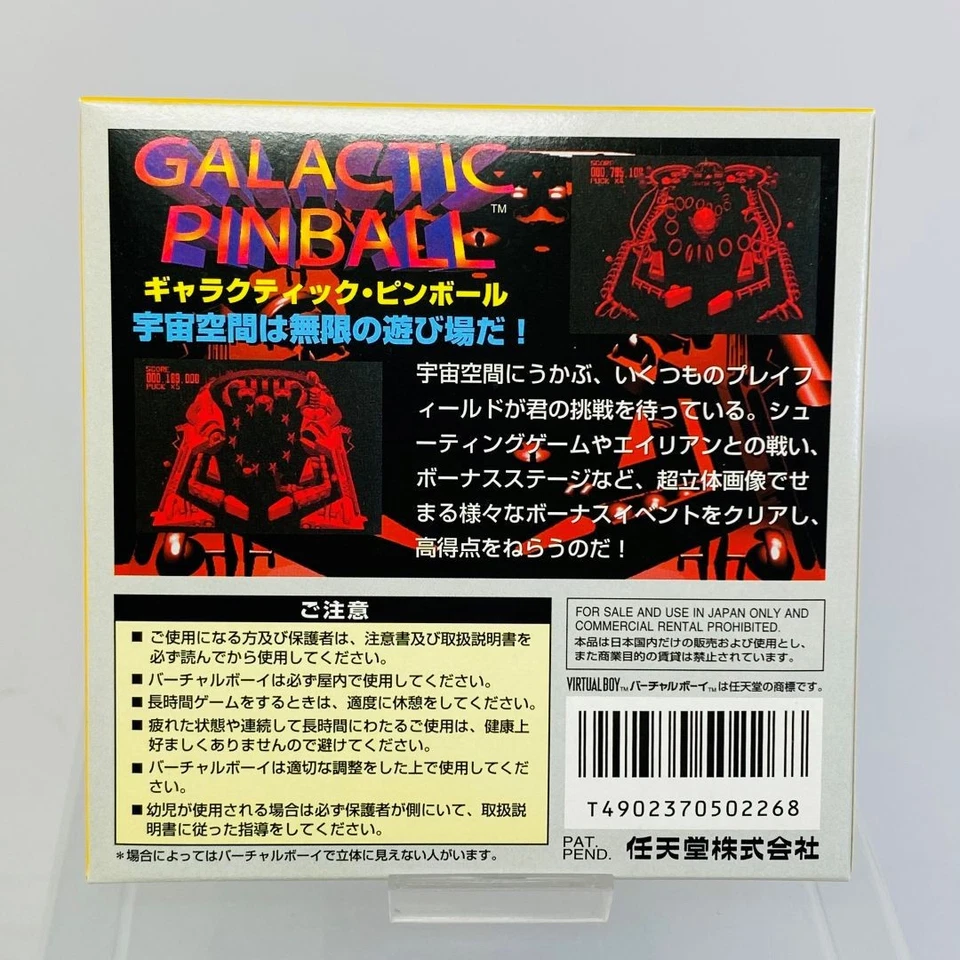 GALACTIC
PINBALL™
ギャラクティック・ピンボール
宇宙空間は無限の遊び場だ！
SCORE
000,785,100
PUCK X4
SCORE
000,109,000
PUCK X5
宇宙空間にうかぶ、いくつものプレイフ
ィールドが君の挑戦を待っている。シュ
ーティングゲームやエイリアンとの戦い、
ボーナスステージなど、超立体画像でせ
まる様々なボーナスイベントをクリアし、
高得点をねらうのだ！
ご注意
■ご使用になる方及び保護者は、注意書及び取扱説明書を
必ず読んでから使用してください。
■バーチャルボーイは必ず屋内で使用してください。
■長時間ゲームをするときは、適度に休憩をしてください。
■疲れた状態や連続して長時間にわたるご使用は、健康上
好ましくありませんので避けてください。
■バーチャルボーイは適切な調整をした上で使用してくだ
さい。
■幼児が使用される場合は必ず保護者が側にいて、取扱説
明書に従った指導をしてください。
＊場合によってはバーチャルボーイで立体に見えない人がいます。
FOR SALE AND USE IN JAPAN ONLY AND
COMMERCIAL RENTAL PROHIBITED.
本品は日本国内だけの販売および使用とし、
また商業目的の賃貸は禁止されています。
VIRTUAL BOY™ バーチャルボーイ™は任天堂の商標です。
T4902370502268
PAT.
PEND.
任天堂株式会社